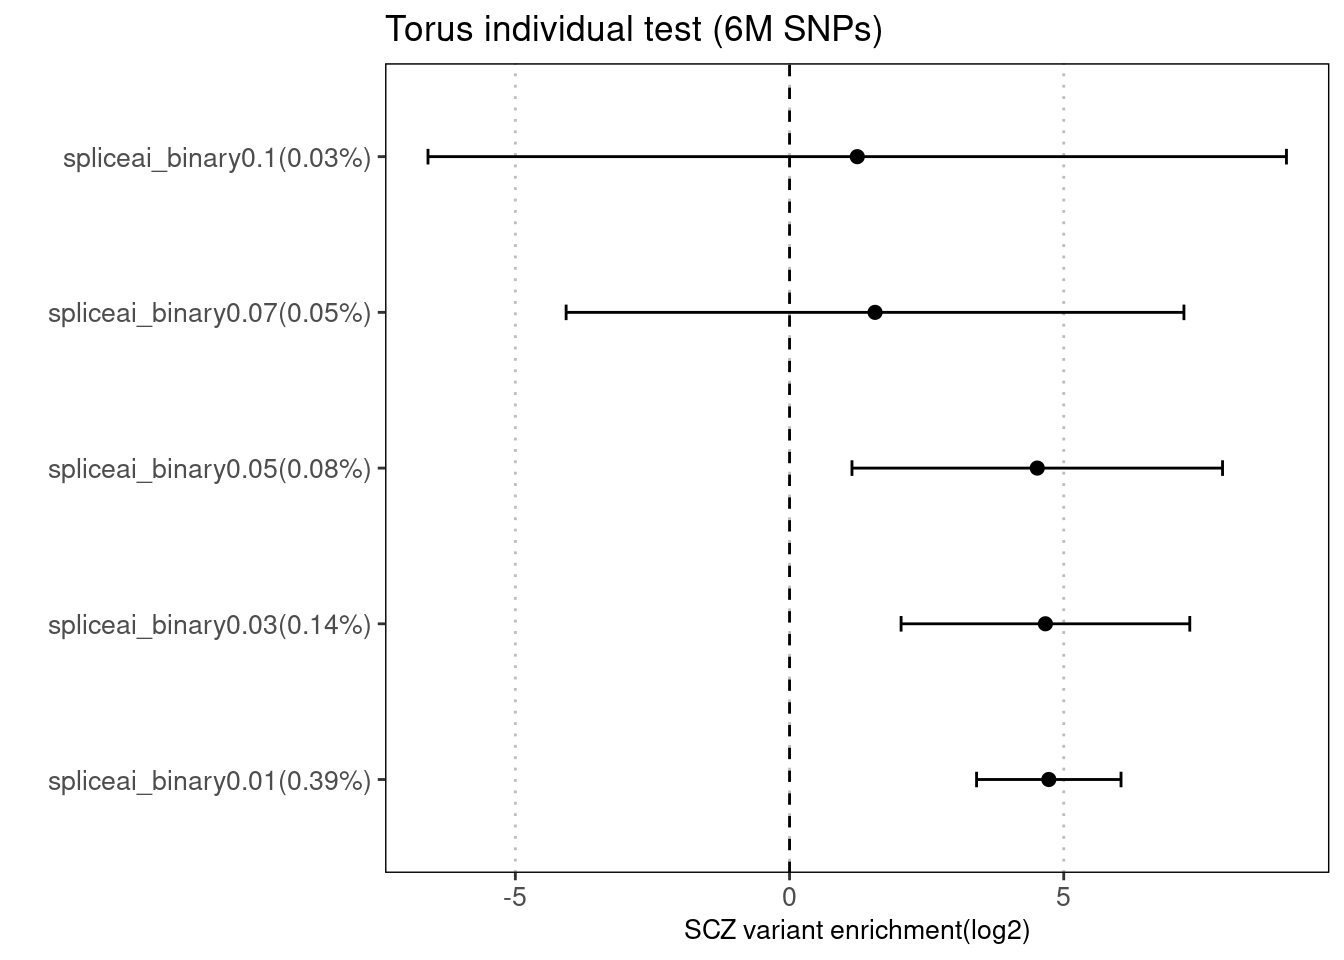 Torus individual test (6M SNPs)
spliceai_binary0.1(0.03%)
spliceai_binary0.07(0.05%)
spliceai_binary0.05(0.08%)
spliceai_binary0.03(0.14%)
spliceai_binary0.01(0.39%)
-5 0 5
SCZ variant enrichment(log2)